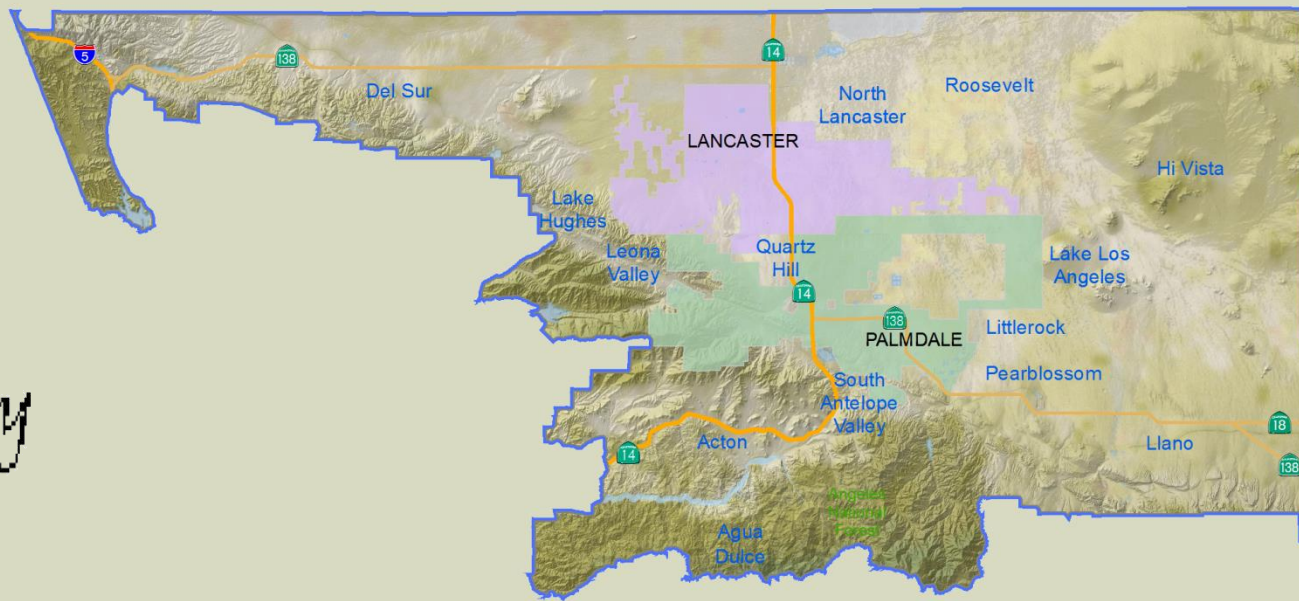 5
138
14
Del Sur
North
Lancaster
Roosevelt
LANCASTER
Hi Vista
Lake
Hughes
Leona
Valley
Quartz
Hill
Lake Los
Angeles
14
138
PALMDALE
Littlerock
South
Antelope
Valley
Pearblossom
Acton
14
Llano
18
138
Angeles
National
Forest
Agua
Dulce
y